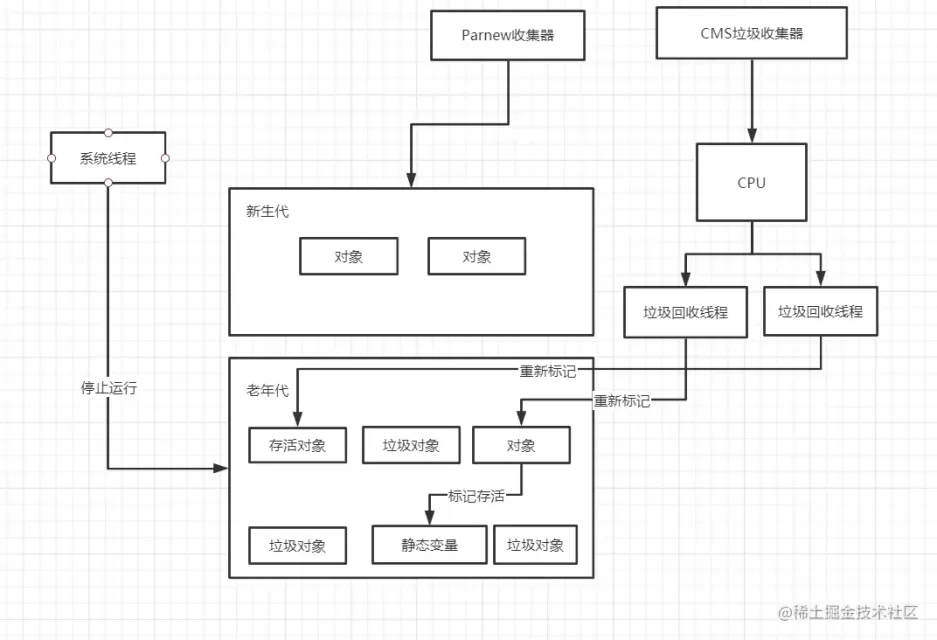 Parnew收集器
CMS垃圾收集器
系统线程
CPU
新生代
对象
对象
垃圾回收线程
垃圾回收线程
重新标记
停止运行
老年代
重新标记
存活对象
垃圾对象
对象
标记存活
垃圾对象
静态变量
垃圾对象
@稀土掘金技术社区